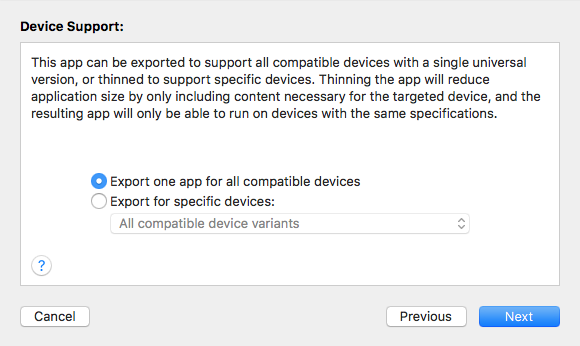 Device Support:
This app can be exported to support all compatible devices with a single universal
version, or thinned to support specific devices. Thinning the app will reduce
application size by only including content necessary for the targeted device, and the
resulting app will only be able to run on devices with the same specifications.
Export one app for all compatible devices
Export for specific devices:
All compatible device variants
?
Cancel
Previous
Next